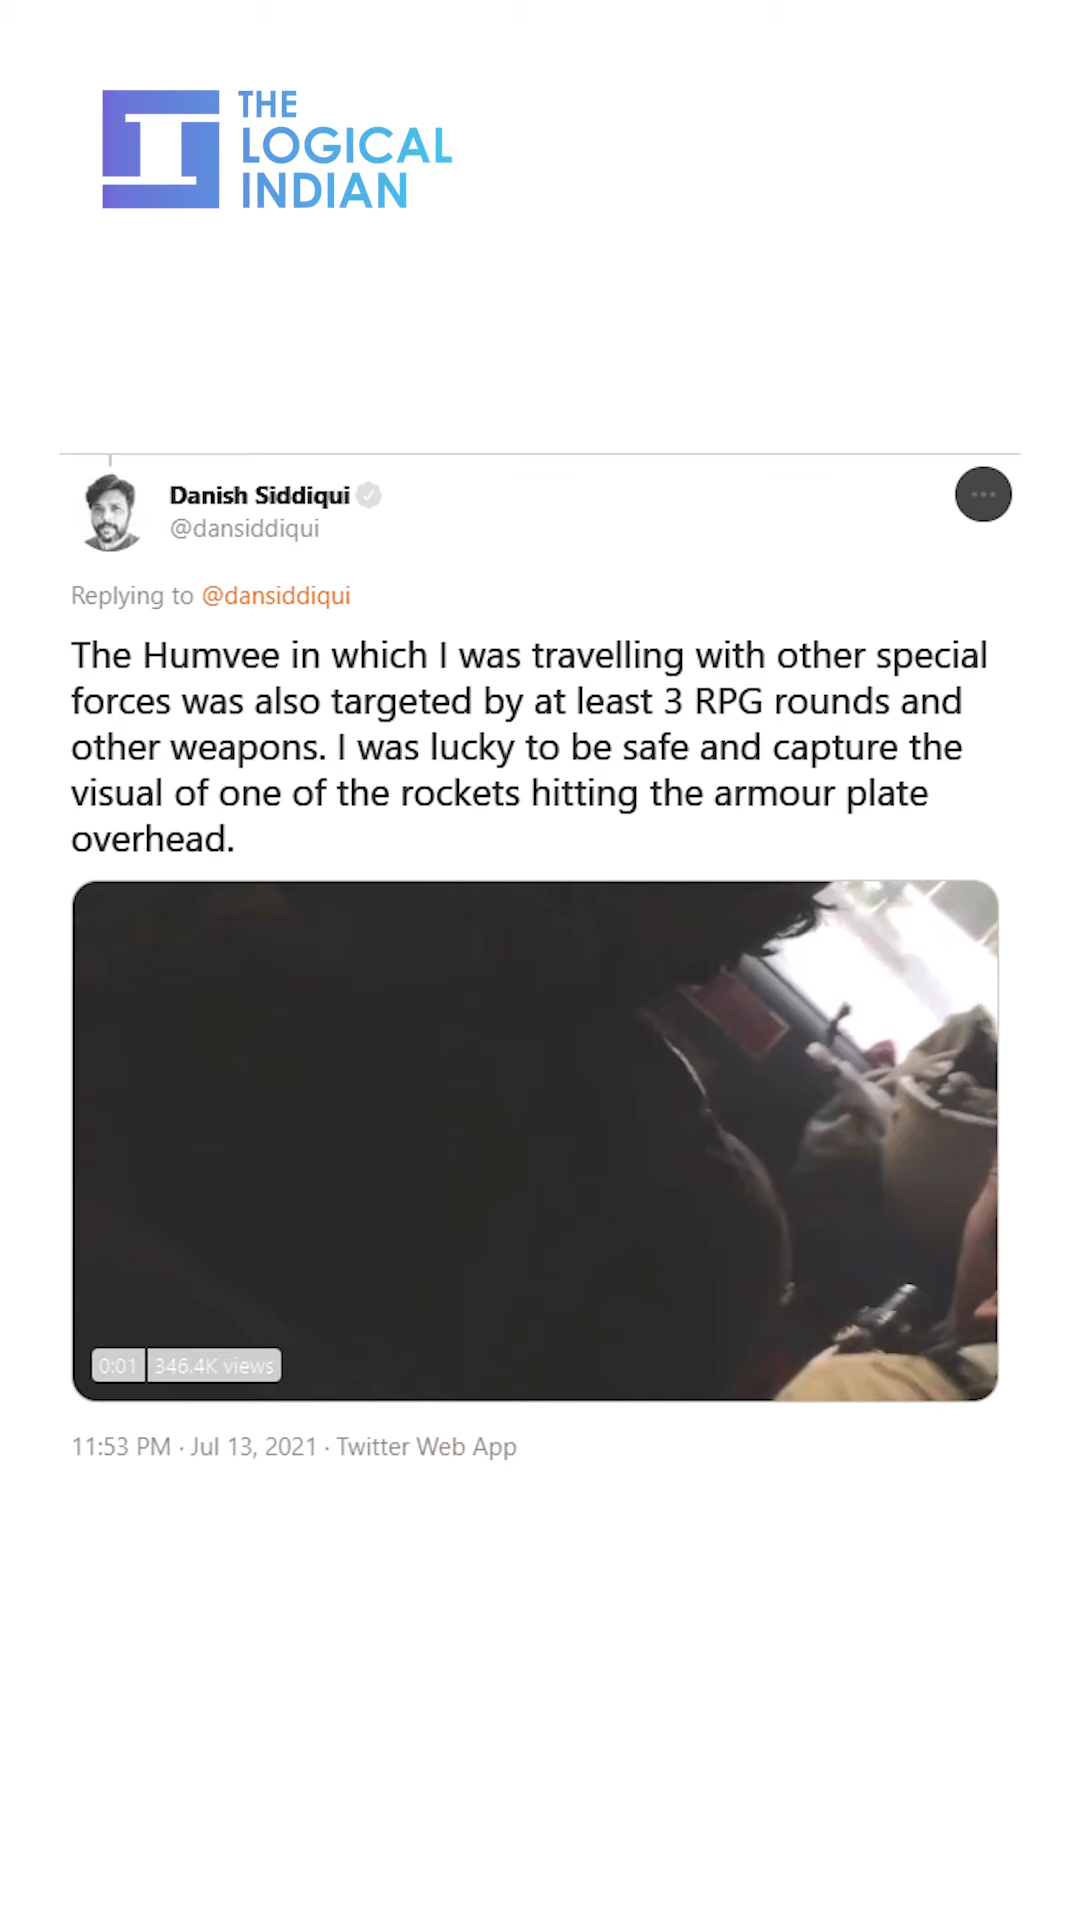 THE
LOGICAL
INDIAN
Danish Siddiqui
@dansiddiqui
Replying to @dansiddiqui
The Humvee in which I was travelling with other special
forces was also targeted by at least 3 RPG rounds and
other weapons. I was lucky to be safe and capture the
visual of one of the rockets hitting the armour plate
overhead.
0:01 346.4K views
11:53 PM · Jul 13, 2021 · Twitter Web App